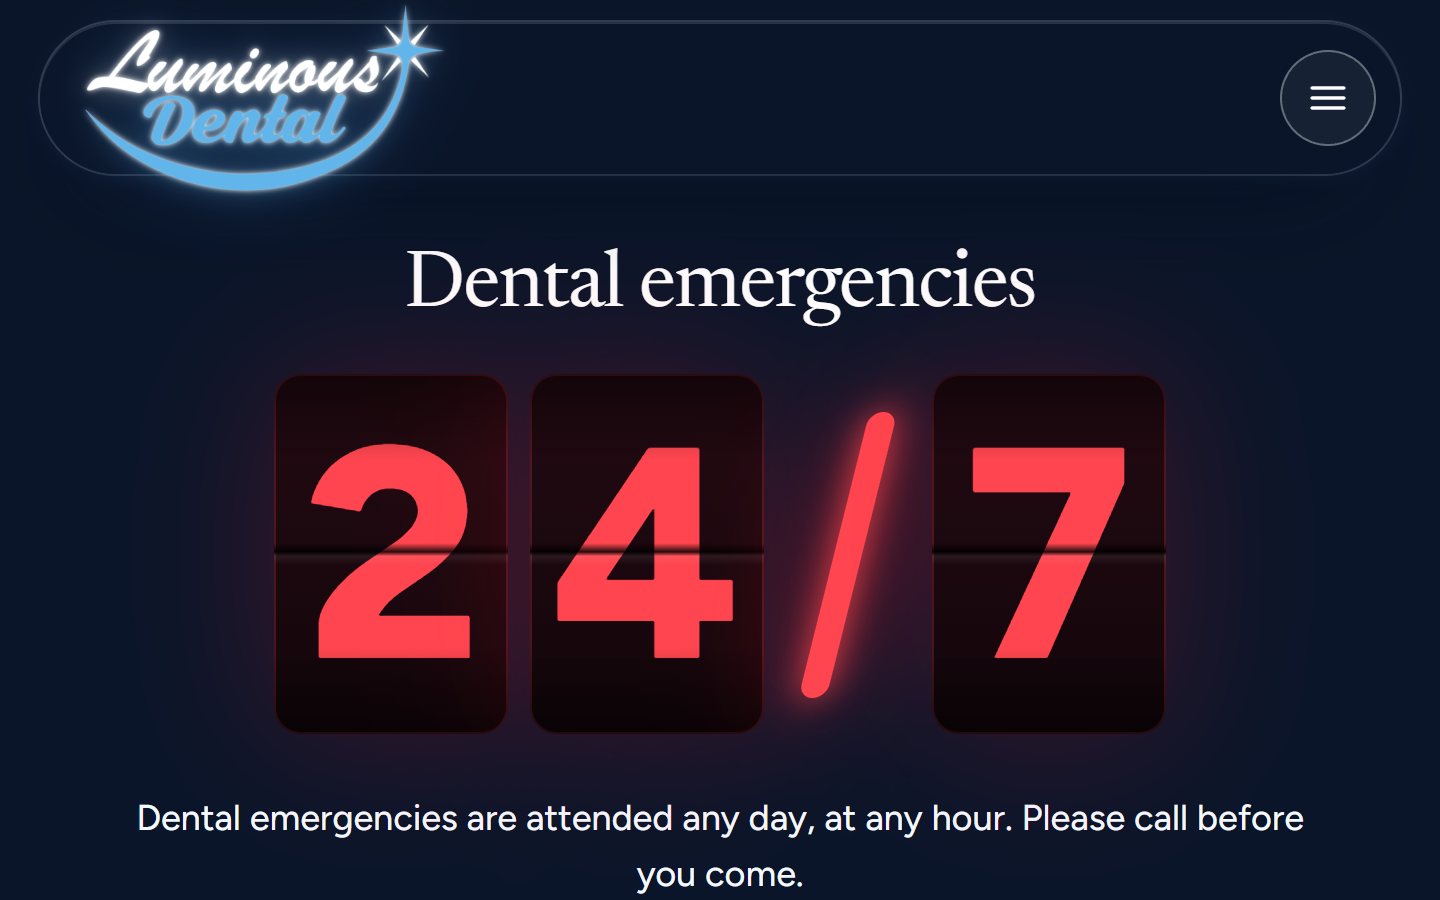 Luminous
Dental
Dental emergencies
24/7
Dental emergencies are attended any day, at any hour. Please call before
you come.